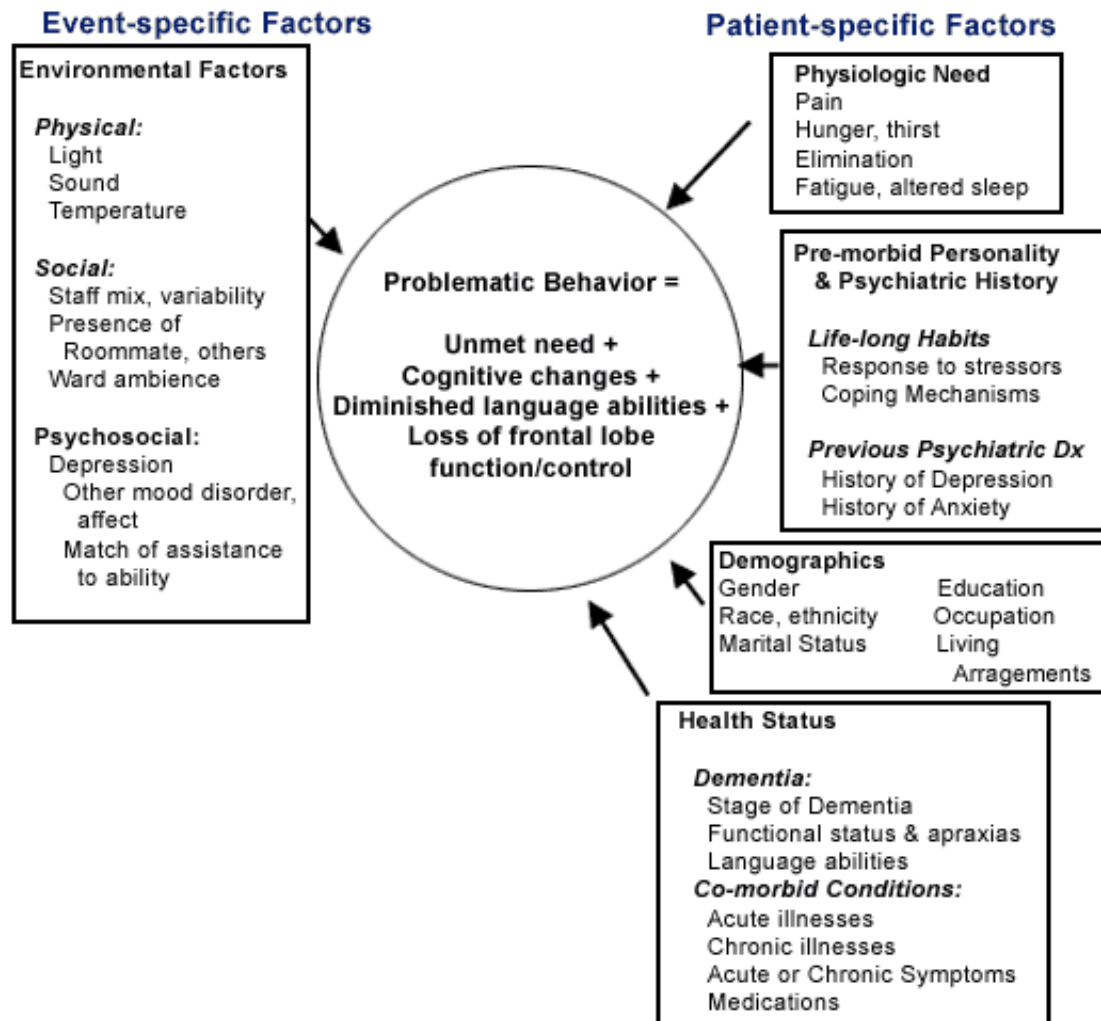 Event-specific Factors
Environmental Factors
Physical:
Light
Sound
Temperature
Social:
Staff mix, variability
Presence of
Roommate, others
Ward ambience
Psychosocial:
Depression
Other mood disorder,
affect
Match of assistance
to ability
Problematic Behavior =
Unmet need +
Cognitive changes +
Diminished language abilities +
Loss of frontal lobe
function/control
Patient-specific Factors
Physiologic Need
Pain
Hunger, thirst
Elimination
Fatigue, altered sleep
Pre-morbid Personality
& Psychiatric History
Life-long Habits
Response to stressors
Coping Mechanisms
Previous Psychiatric Dx
History of Depression
History of Anxiety
Demographics
Gender Education
Race, ethnicity Occupation
Marital Status Living
Arragements
Health Status
Dementia:
Stage of Dementia
Functional status & apraxias
Language abilities
Co-morbid Conditions:
Acute illnesses
Chronic illnesses
Acute or Chronic Symptoms
Medications